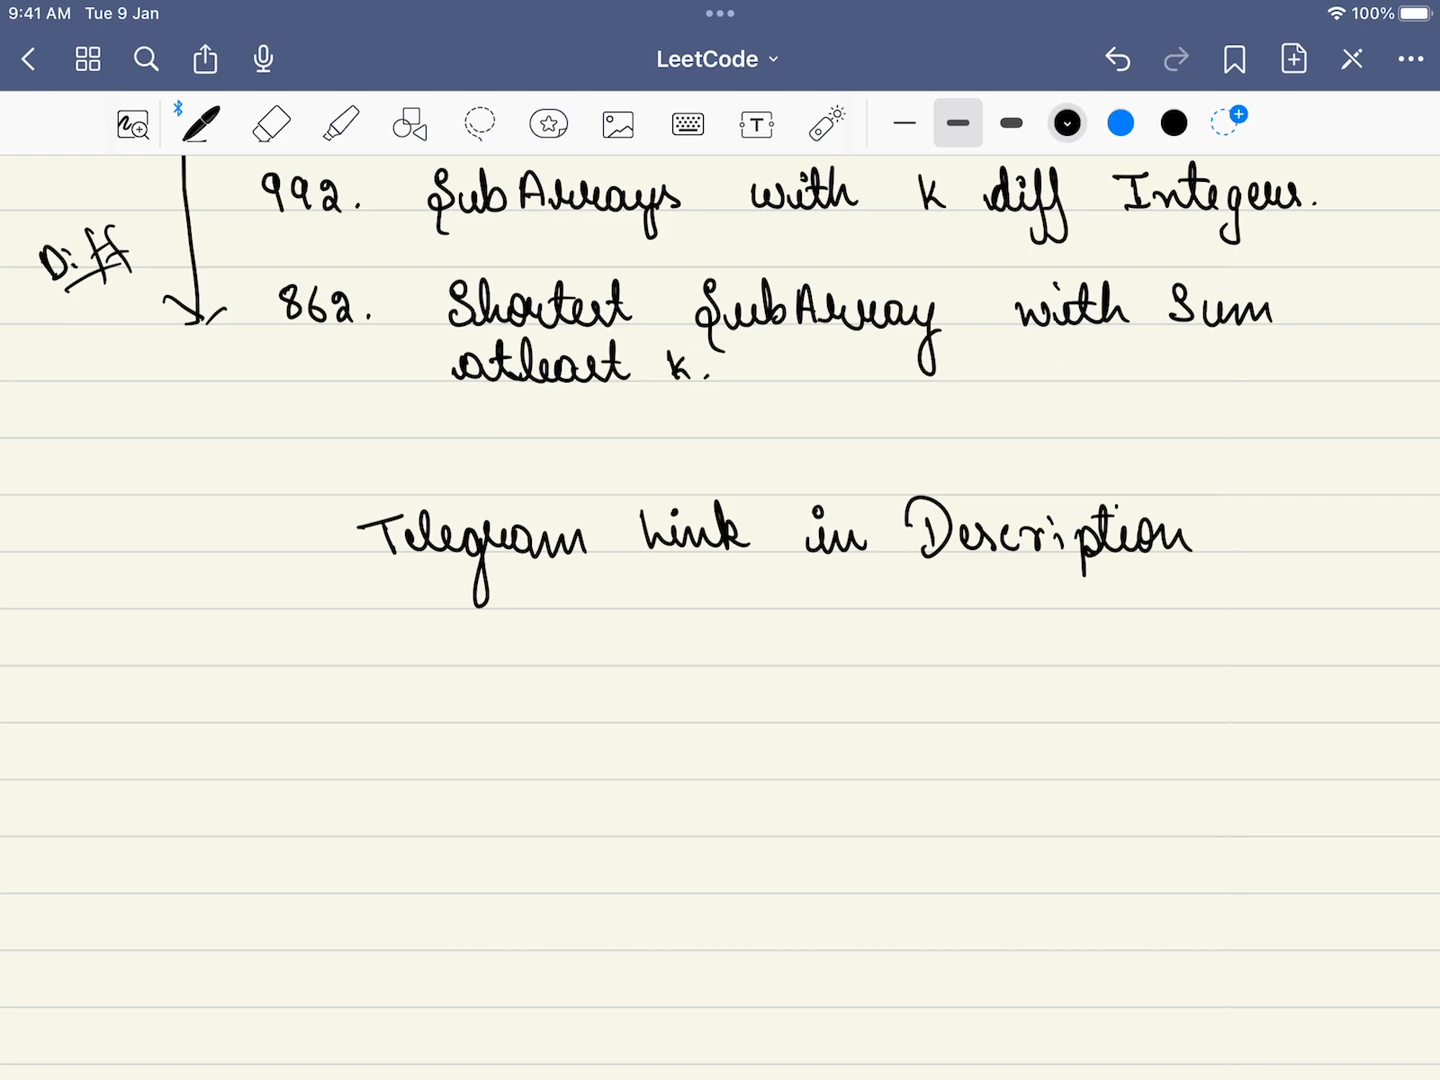 9:41 AM Tue 9 Jan
100%
LeetCode
T
992. SubArrays with k diff Integers.
Diff
862. Shortest SubArray with Sum
atleast k.
Telegram Link in Description